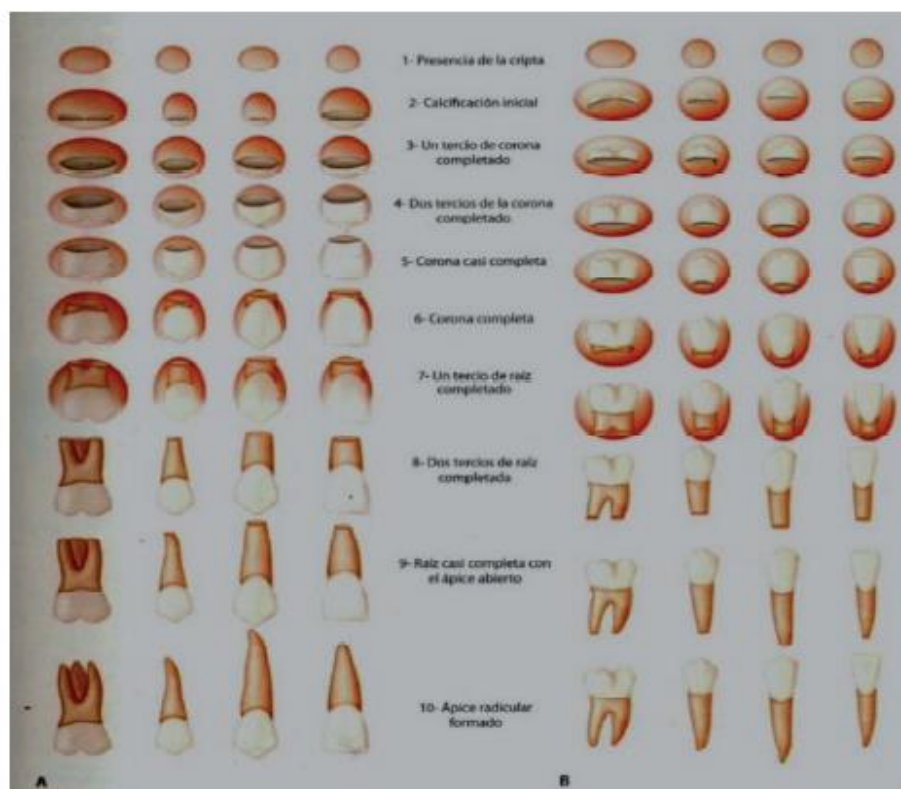 1- Presencia de la cripta
2- Calcificación inicial
3- Un tercio de corona
completado
4- Dos tercios de la corona
completado
5- Corona casi completa
6- Corona completa
7- Un tercio de raíz
completado
8- Dos tercios de raíz
completada
9- Raíz casi completa con
el ápice abierto
10- Ápice radicular
formado
A
B